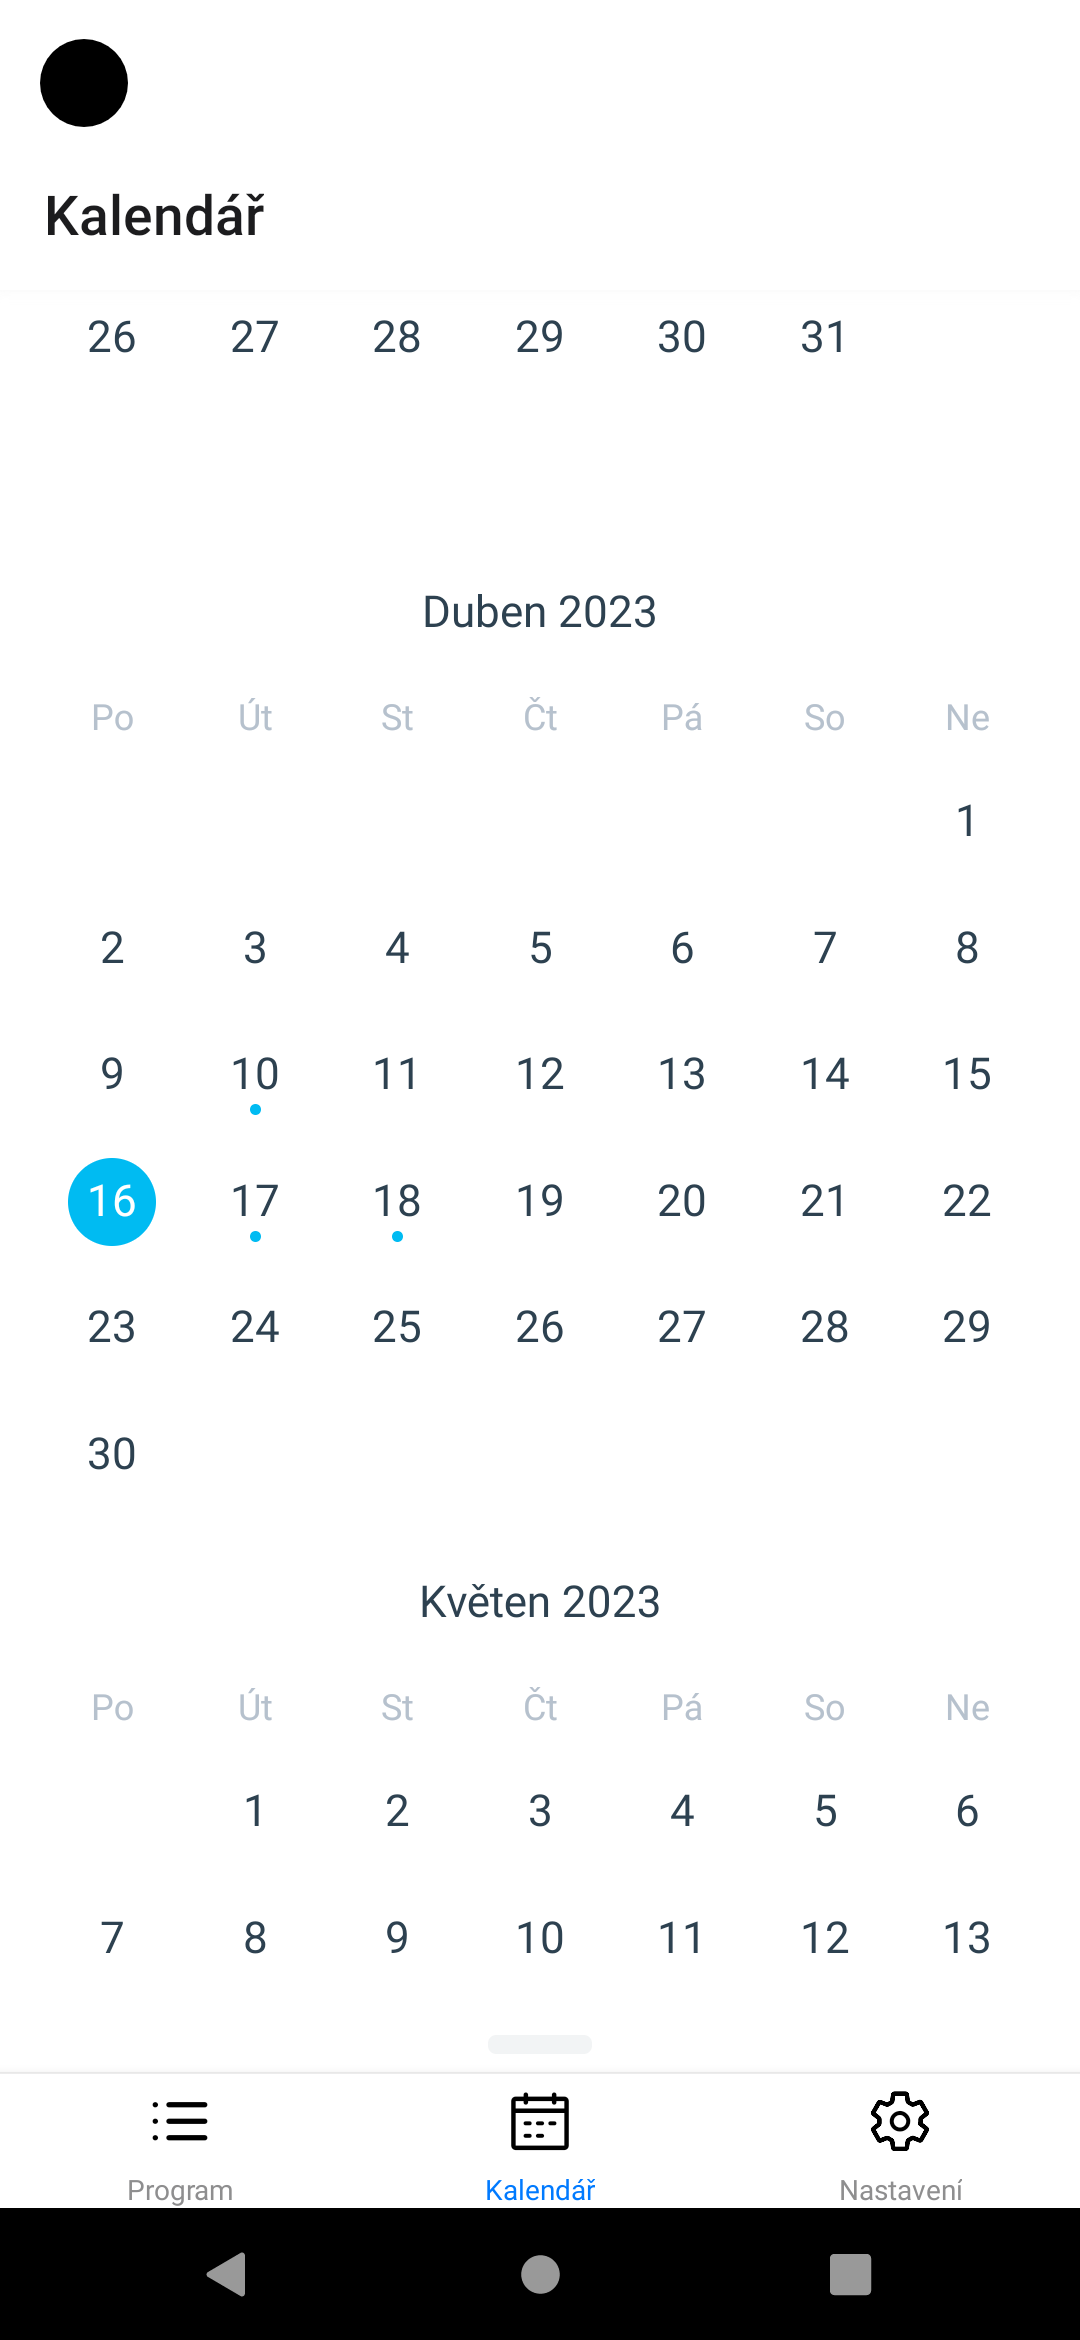 Kalendář
26 27 28 29 30 31
Duben 2023
Po Út St Čt Pá So Ne
1
2 3 4 5 6 7 8
9 10 11 12 13 14 15
16 17 18 19 20 21 22
23 24 25 26 27 28 29
30
Květen 2023
Po Út St Čt Pá So Ne
1 2 3 4 5 6
7 8 9 10 11 12 13
Program Kalendář Nastavení